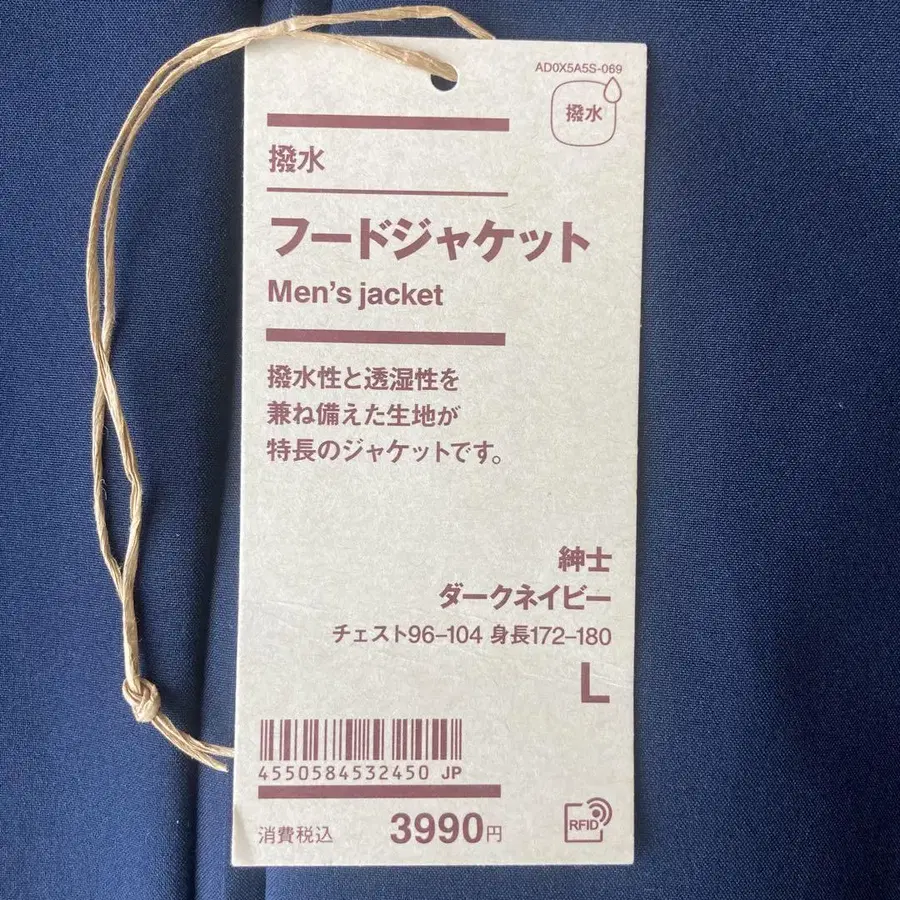 AD0X5A5S-069
撥水
撥水
フードジャケット
Men's jacket
撥水性と透湿性を
兼ね備えた生地が
特長のジャケットです。
紳士
ダークネイビー
チェスト96–104 身長172–180
L
4550584532450 JP
消費税込 3990円
RFID